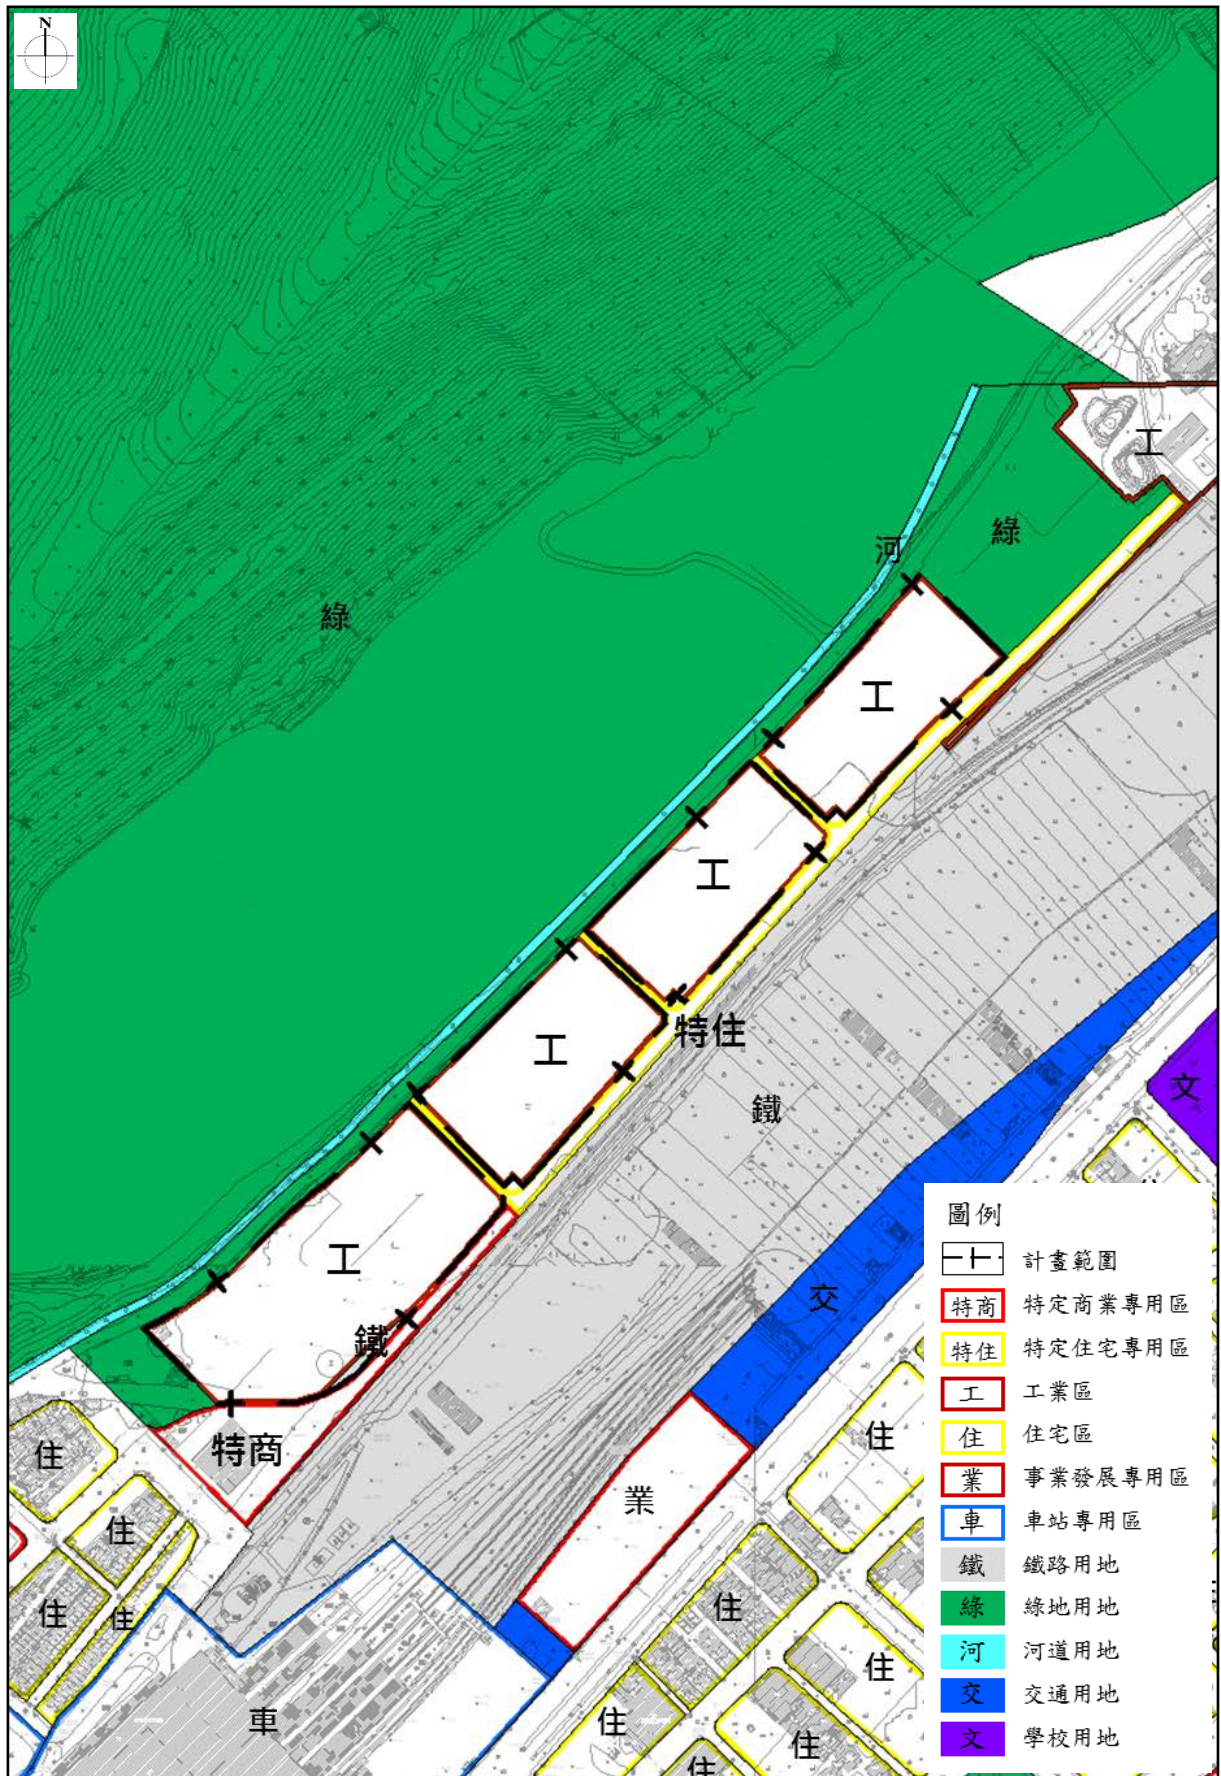 N
工
綠
河
綠
工
工
特住
工
鐵
文
住
工
交
鐵
特商
住
住
業
住
住
住
住
住
車
住
住
住
圖例
計畫範圍
特商 特定商業專用區
特住 特定住宅專用區
工 工業區
住 住宅區
業 事業發展專用區
車 車站專用區
鐵 鐵路用地
綠 綠地用地
河 河道用地
交 交通用地
文 學校用地